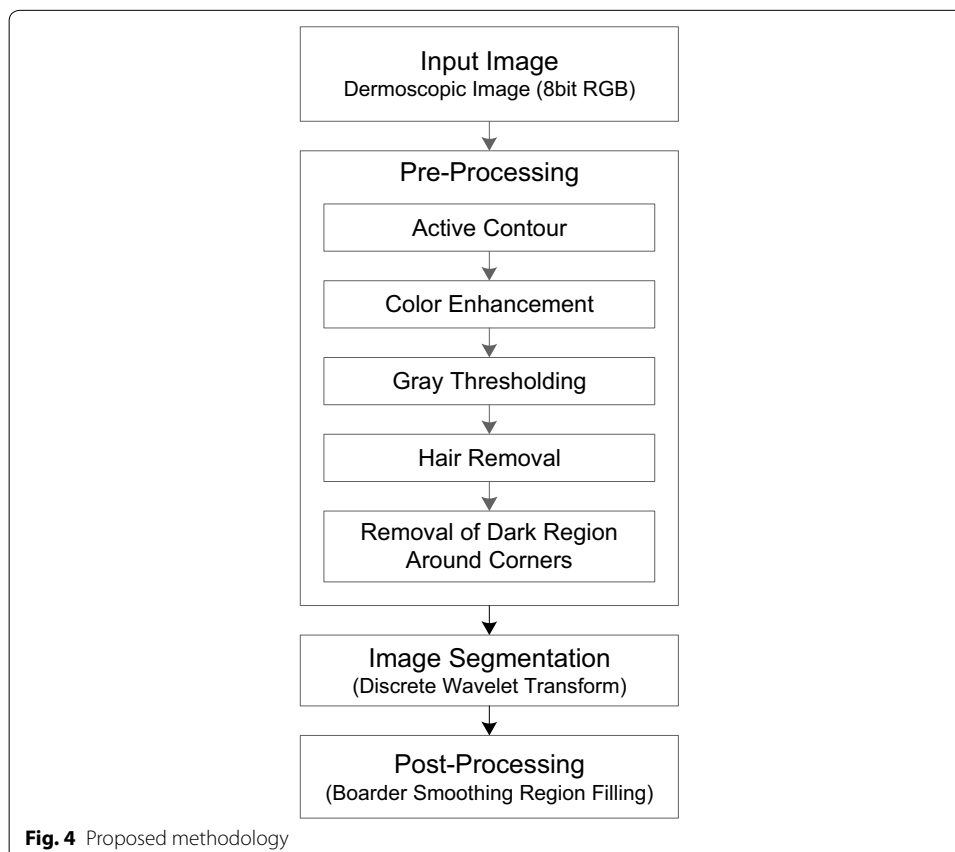 Input Image
Dermoscopic Image (8bit RGB)
Pre-Processing
Active Contour
Color Enhancement
Gray Thresholding
Hair Removal
Removal of Dark Region
Around Corners
Image Segmentation
(Discrete Wavelet Transform)
Post-Processing
(Boarder Smoothing Region Filling)
Fig. 4 Proposed methodology